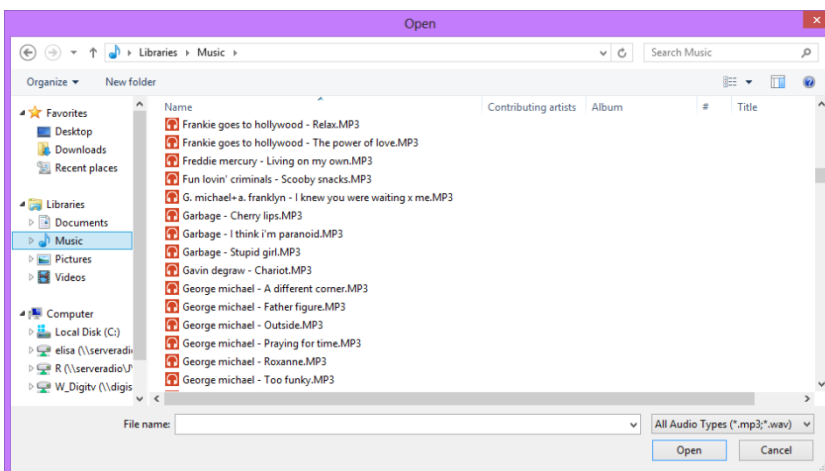 Open
Libraries Music
Search Music
Organize New folder
Favorites
Desktop
Downloads
Recent places
Libraries
Documents
Music
Pictures
Videos
Computer
Local Disk (C:)
elisa (\\serveradi
R (\\serveradio\
W_Digitv (\\digis
Name Contributing artists Album # Title
Frankie goes to hollywood - Relax.MP3
Frankie goes to hollywood - The power of love.MP3
Freddie mercury - Living on my own.MP3
Fun lovin' criminals - Scooby snacks.MP3
G. michael+a. franklyn - I knew you were waiting x me.MP3
Garbage - Cherry lips.MP3
Garbage - I think i'm paranoid.MP3
Garbage - Stupid girl.MP3
Gavin degraw - Chariot.MP3
George michael - A different corner.MP3
George michael - Father figure.MP3
George michael - Outside.MP3
George michael - Praying for time.MP3
George michael - Roxanne.MP3
George michael - Too funky.MP3
File name: All Audio Types (*.mp3;*.wav)
Open Cancel